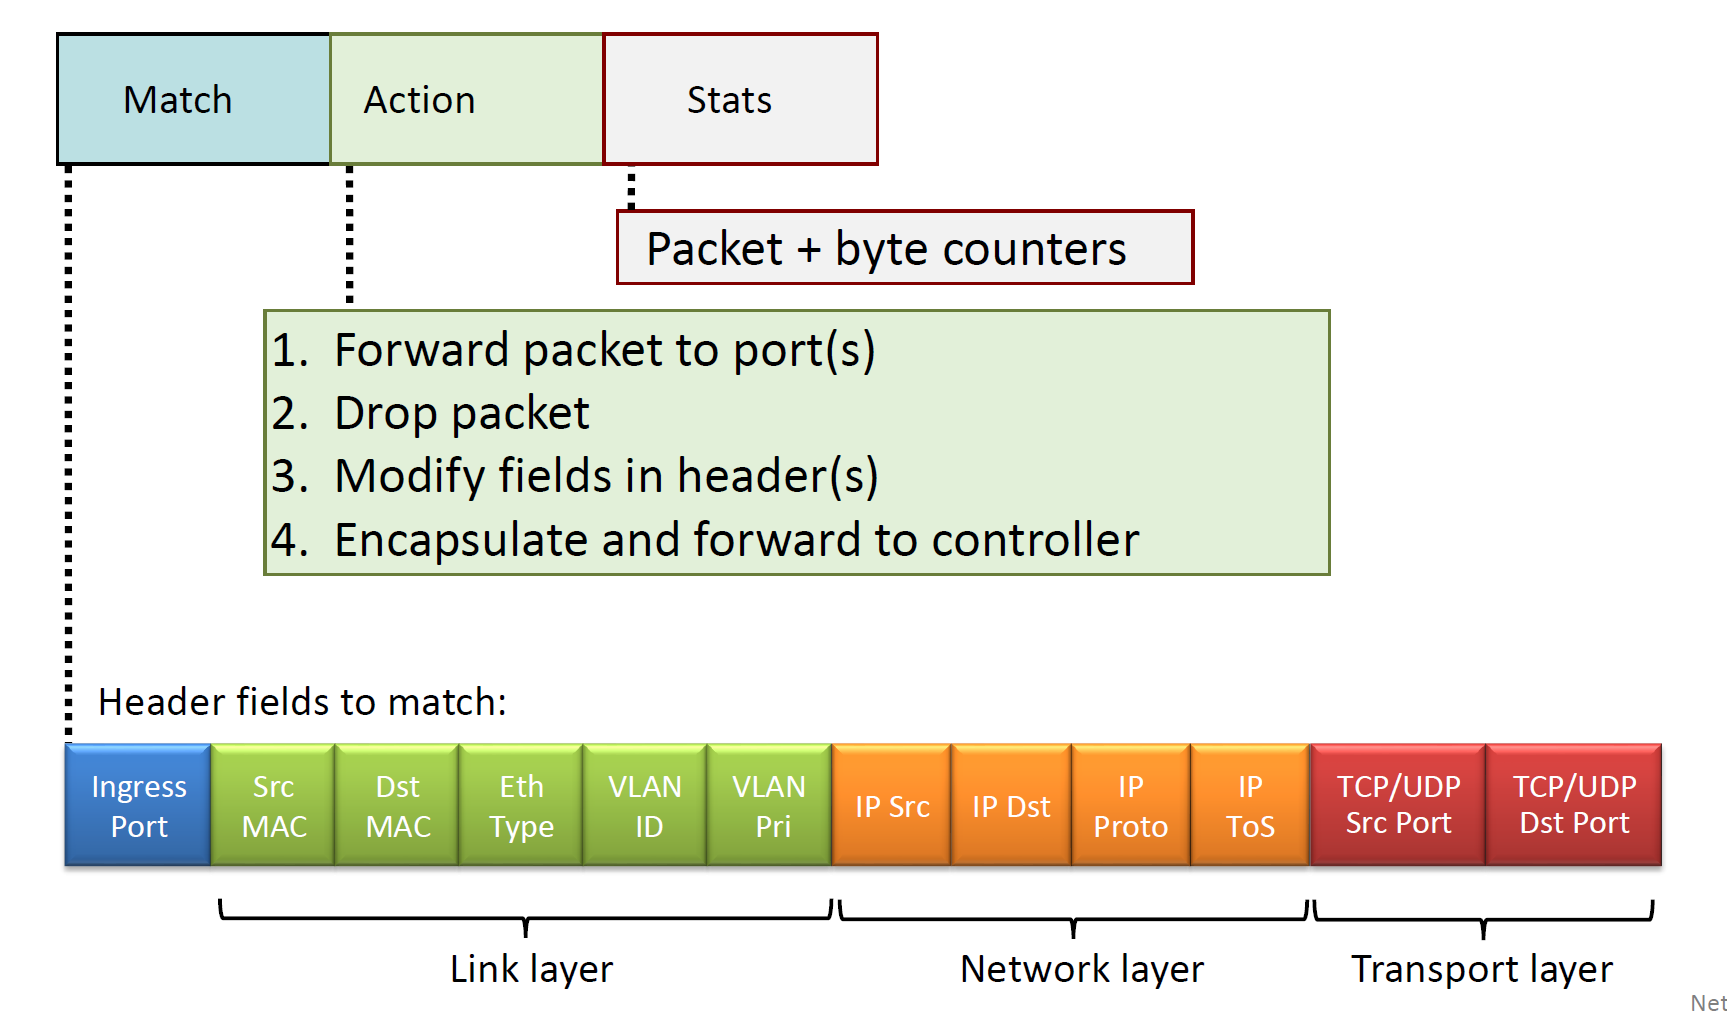 Match
Action
Stats
Packet + byte counters
1. Forward packet to port(s)
2. Drop packet
3. Modify fields in header(s)
4. Encapsulate and forward to controller
Header fields to match:
Ingress
Port
Src
MAC
Dst
MAC
Eth
Type
VLAN
ID
VLAN
Pri
IP Src
IP Dst
IP
Proto
IP
ToS
TCP/UDP
Src Port
TCP/UDP
Dst Port
Link layer
Network layer
Transport layer
Net